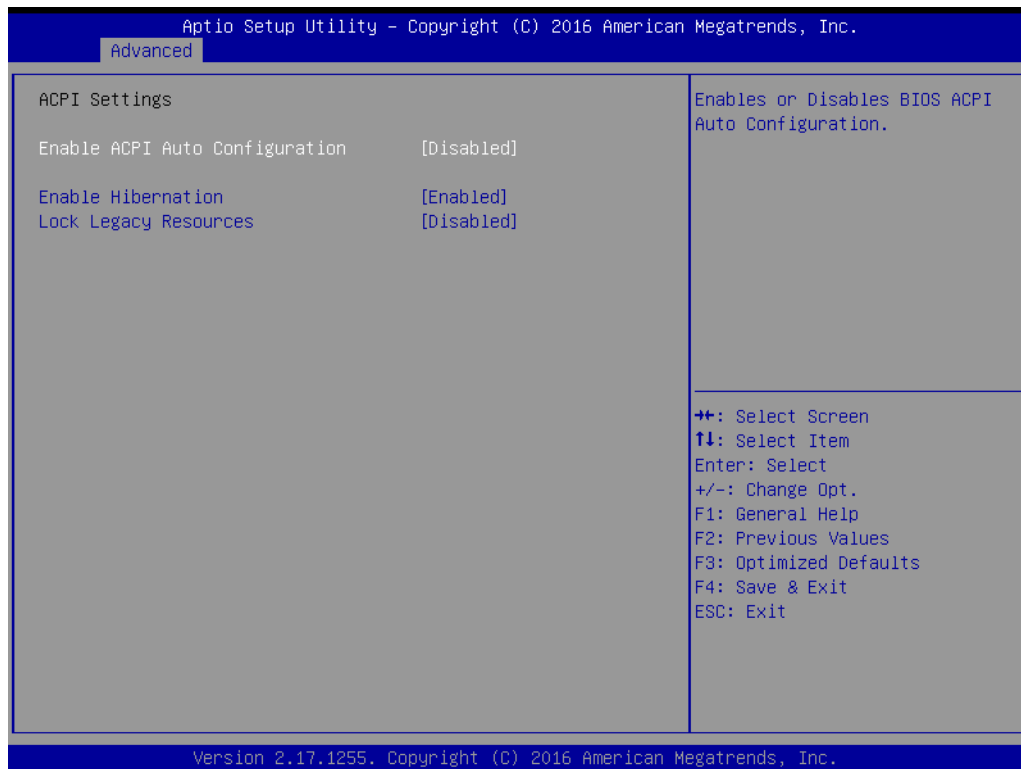 Aptio Setup Utility – Copyright (C) 2016 American Megatrends, Inc.
Advanced
ACPI Settings
Enable ACPI Auto Configuration [Disabled]
Enable Hibernation [Enabled]
Lock Legacy Resources [Disabled]
Enables or Disables BIOS ACPI
Auto Configuration.
→←: Select Screen
↑↓: Select Item
Enter: Select
+/-: Change Opt.
F1: General Help
F2: Previous Values
F3: Optimized Defaults
F4: Save & Exit
ESC: Exit
Version 2.17.1255. Copyright (C) 2016 American Megatrends, Inc.